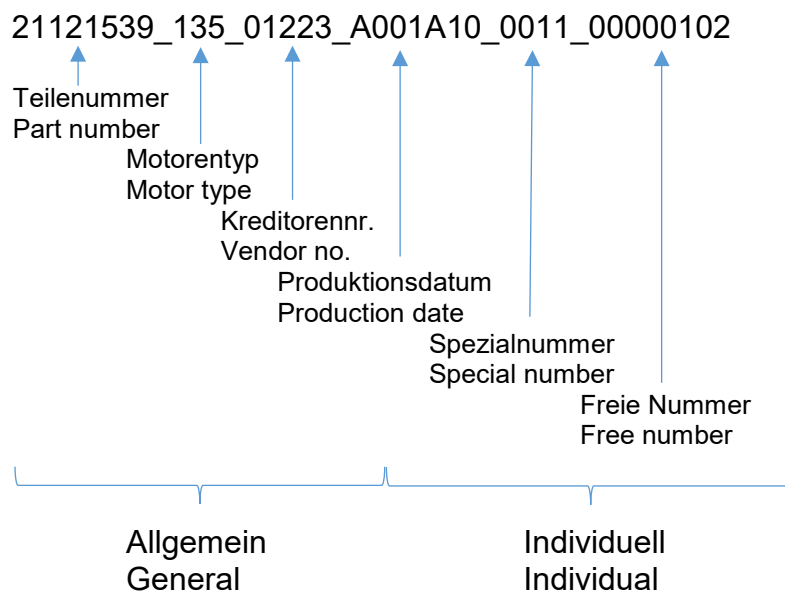 21121539_135_01223_A001A10_0011_00000102
Teilenummer
Part number
Motorentyp
Motor type
Kreditorennr.
Vendor no.
Produktionsdatum
Production date
Spezialnummer
Special number
Freie Nummer
Free number
Allgemein
General
Individuell
Individual